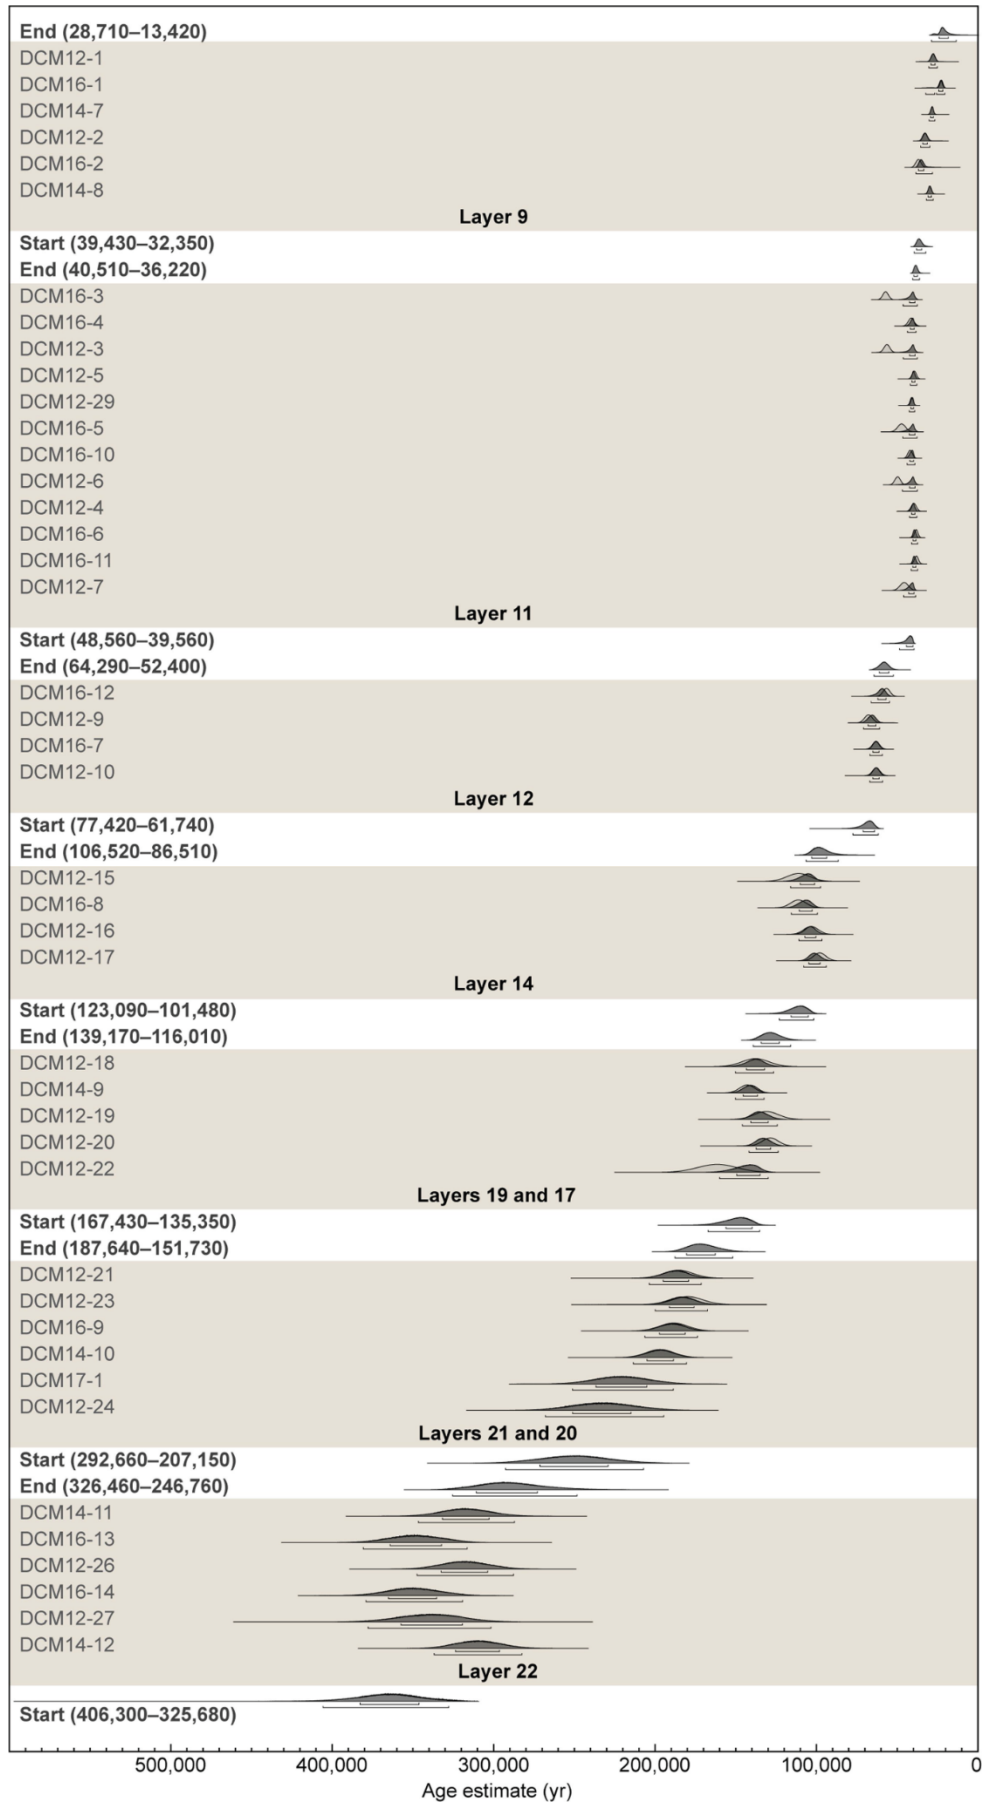 End (28,710–13,420)
DCM12-1
DCM16-1
DCM14-7
DCM12-2
DCM16-2
DCM14-8
Layer 9
Start (39,430–32,350)
End (40,510–36,220)
DCM16-3
DCM16-4
DCM12-3
DCM12-5
DCM12-29
DCM16-5
DCM16-10
DCM12-6
DCM12-4
DCM16-6
DCM16-11
DCM12-7
Layer 11
Start (48,560–39,560)
End (64,290–52,400)
DCM16-12
DCM12-9
DCM16-7
DCM12-10
Layer 12
Start (77,420–61,740)
End (106,520–86,510)
DCM12-15
DCM16-8
DCM12-16
DCM12-17
Layer 14
Start (123,090–101,480)
End (139,170–116,010)
DCM12-18
DCM14-9
DCM12-19
DCM12-20
DCM12-22
Layers 19 and 17
Start (167,430–135,350)
End (187,640–151,730)
DCM12-21
DCM12-23
DCM16-9
DCM14-10
DCM17-1
DCM12-24
Layers 21 and 20
Start (292,660–207,150)
End (326,460–246,760)
DCM14-11
DCM16-13
DCM12-26
DCM16-14
DCM12-27
DCM14-12
Layer 22
Start (406,300–325,680)
500,000 400,000 300,000 200,000 100,000 0
Age estimate (yr)